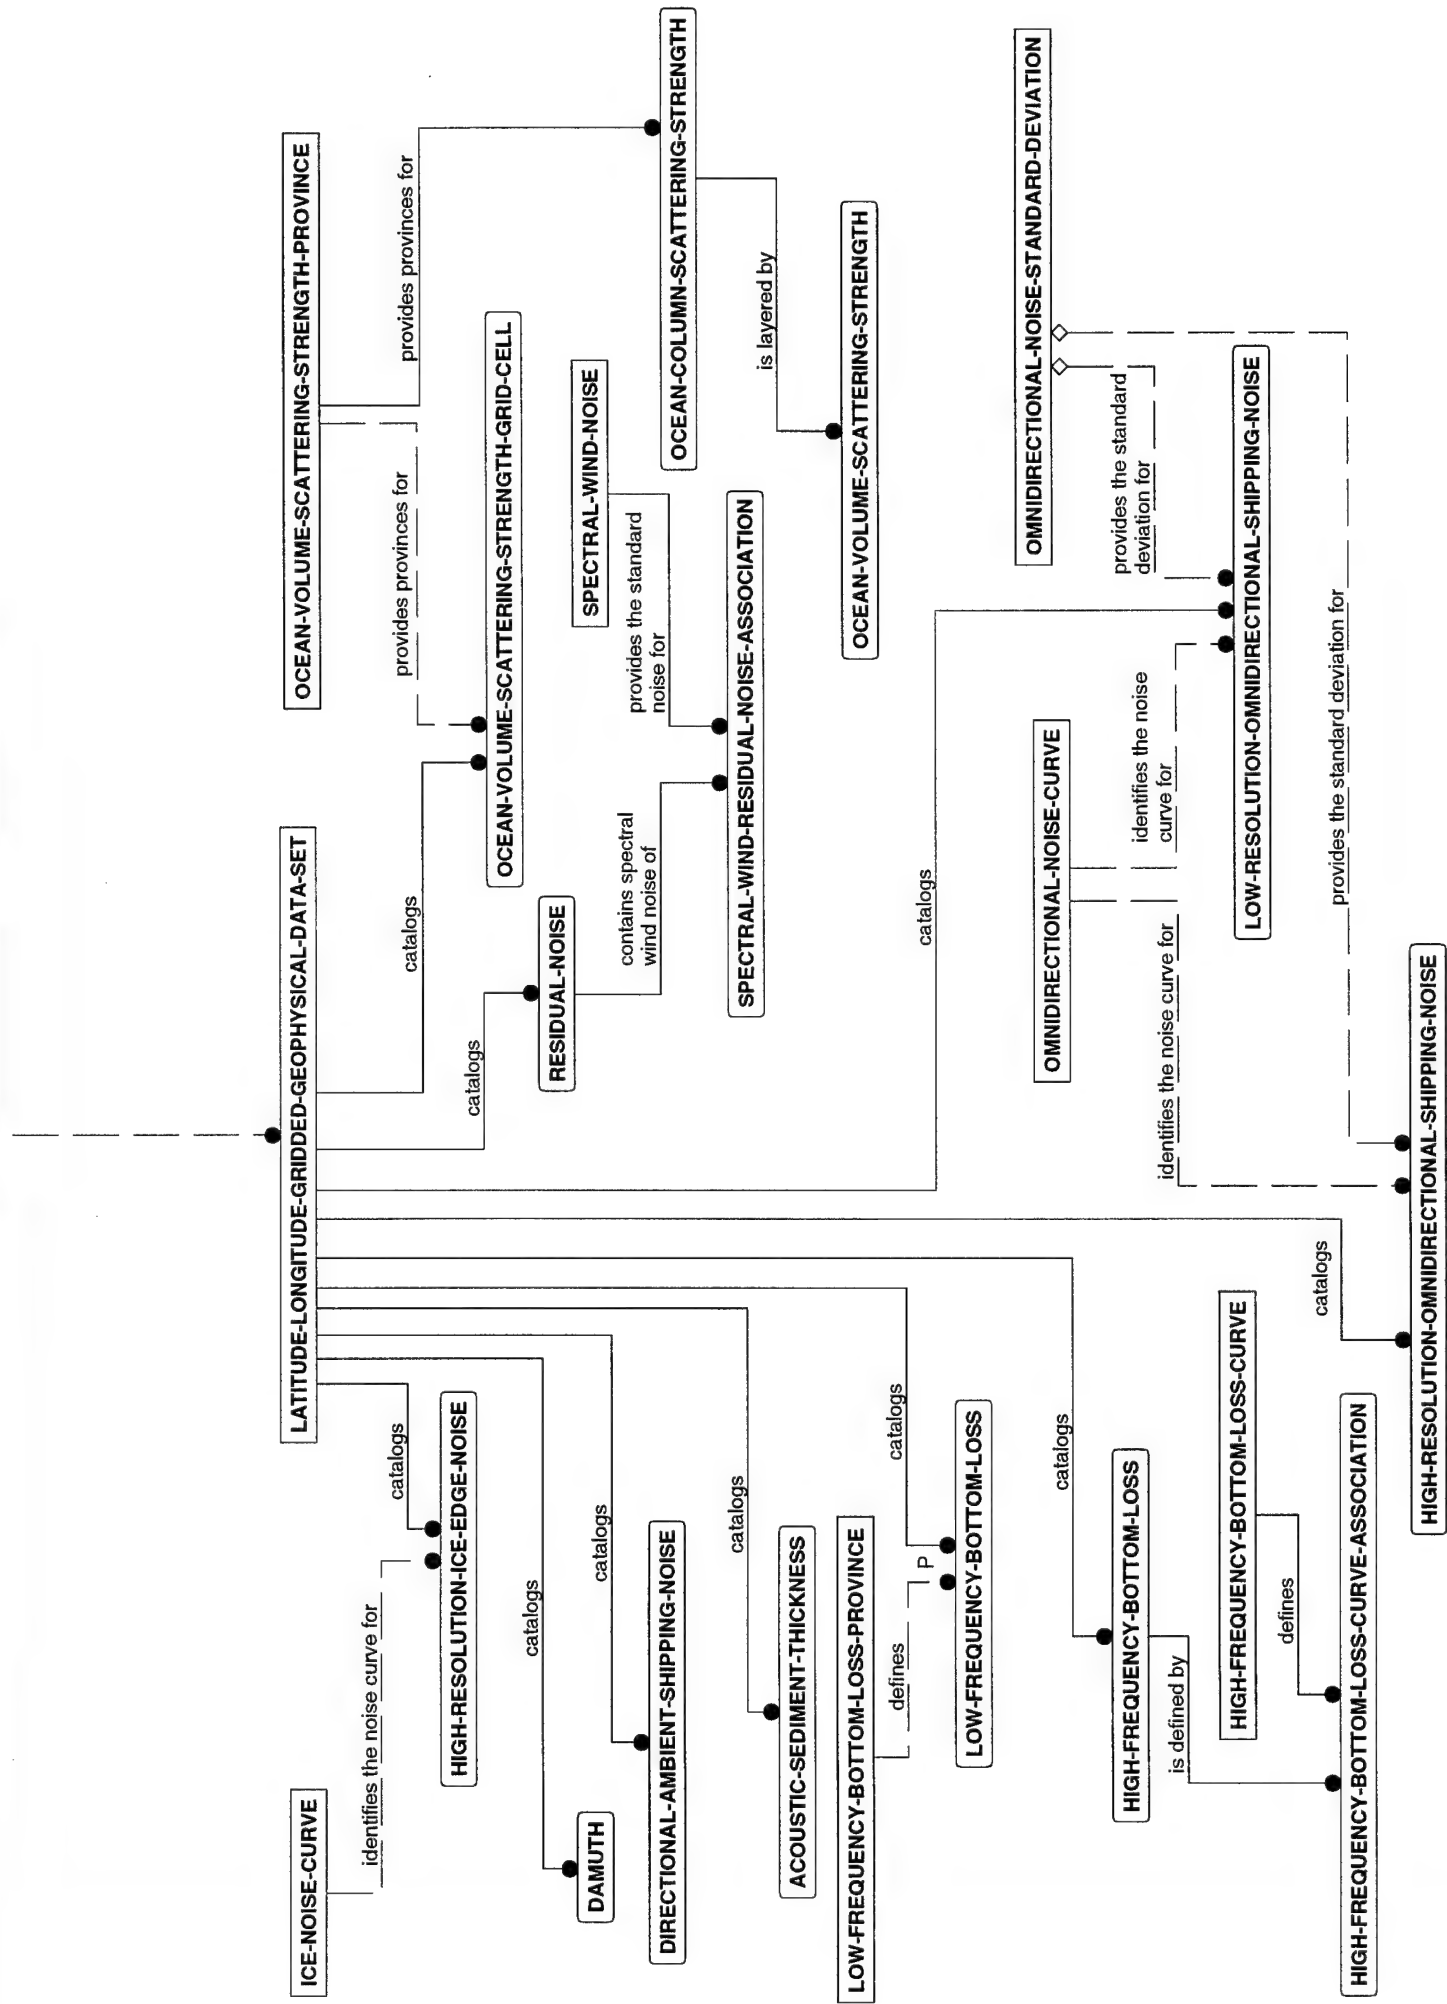 ICE-NOISE-CURVE
LATITUDE-LONGITUDE-GRIDDED-GEOPHYSICAL-DATA-SET
OCEAN-VOLUME-SCATTERING-STRENGTH-PROVINCE
identifies the noise curve for
catalogs
catalogs
provides provinces for
provides provinces for
HIGH-RESOLUTION-ICE-EDGE-NOISE
catalogs
OCEAN-VOLUME-SCATTERING-STRENGTH-GRID-CELL
catalogs
RESIDUAL-NOISE
SPECTRAL-WIND-NOISE
DAMUTH
catalogs
contains spectral
wind noise of
provides the standard
noise for
OCEAN-COLUMN-SCATTERING-STRENGTH
DIRECTIONAL-AMBIENT-SHIPPING-NOISE
catalogs
SPECTRAL-WIND-RESIDUAL-NOISE-ASSOCIATION
is layered by
ACOUSTIC-SEDIMENT-THICKNESS
OCEAN-VOLUME-SCATTERING-STRENGTH
LOW-FREQUENCY-BOTTOM-LOSS-PROVINCE
defines
catalogs
P
catalogs
LOW-FREQUENCY-BOTTOM-LOSS
OMNIDIRECTIONAL-NOISE-STANDARD-DEVIATION
catalogs
OMNIDIRECTIONAL-NOISE-CURVE
HIGH-FREQUENCY-BOTTOM-LOSS
provides the standard
deviation for
identifies the noise
curve for
identifies the noise curve for
is defined by
HIGH-FREQUENCY-BOTTOM-LOSS-CURVE
LOW-RESOLUTION-OMNIDIRECTIONAL-SHIPPING-NOISE
defines
catalogs
provides the standard deviation for
HIGH-FREQUENCY-BOTTOM-LOSS-CURVE-ASSOCIATION
HIGH-RESOLUTION-OMNIDIRECTIONAL-SHIPPING-NOISE